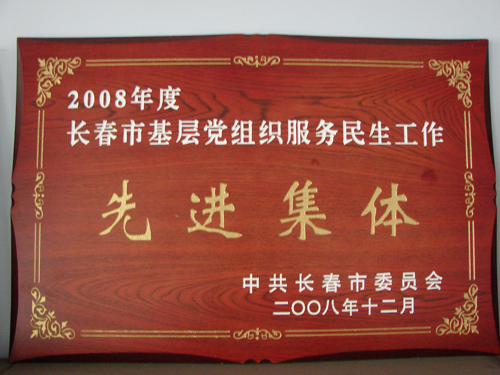 2008年度
长春市基层党组织服务民生工作
先进集体
中共长春市委员会
二〇〇八年十二月